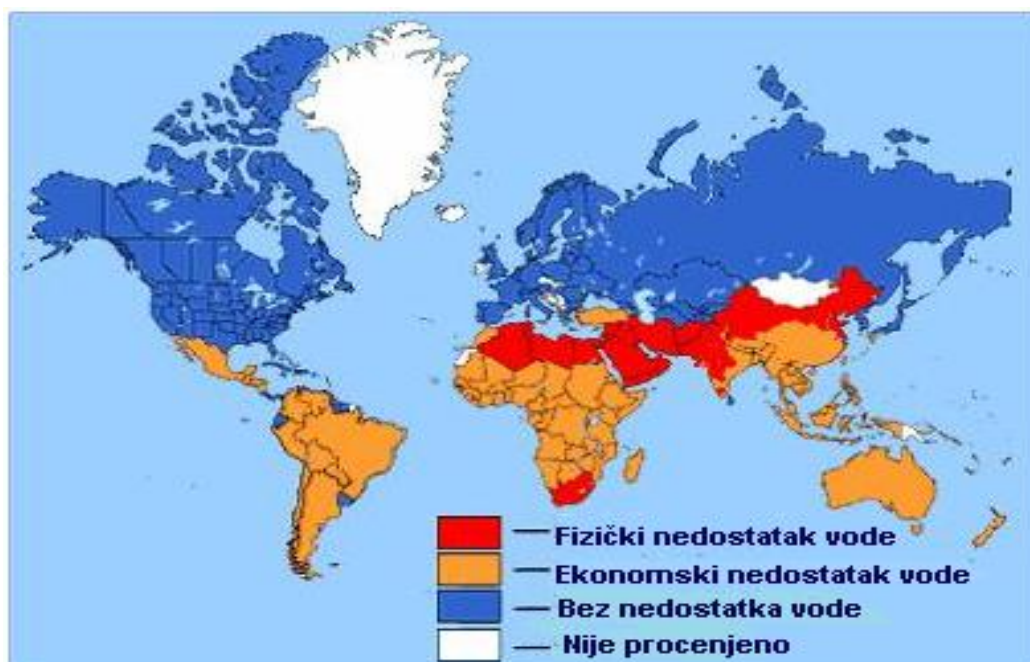 Fizički nedostatak vode
Ekonomski nedostatak vode
Bez nedostatka vode
Nije procenjeno